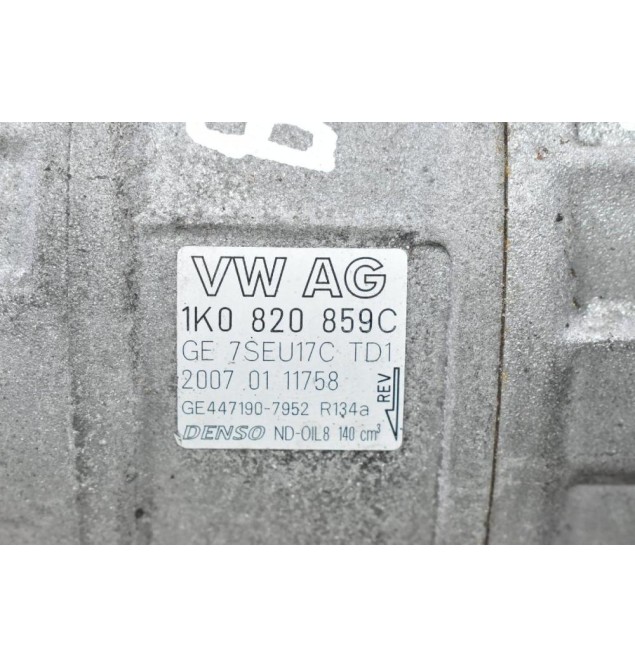 B
VW AG
1K0 820 859C
GE 7SEU17C TD1
2007 01 11758
GE447190-7952 R134a
DENSO ND-OIL8 140 cm³
REV